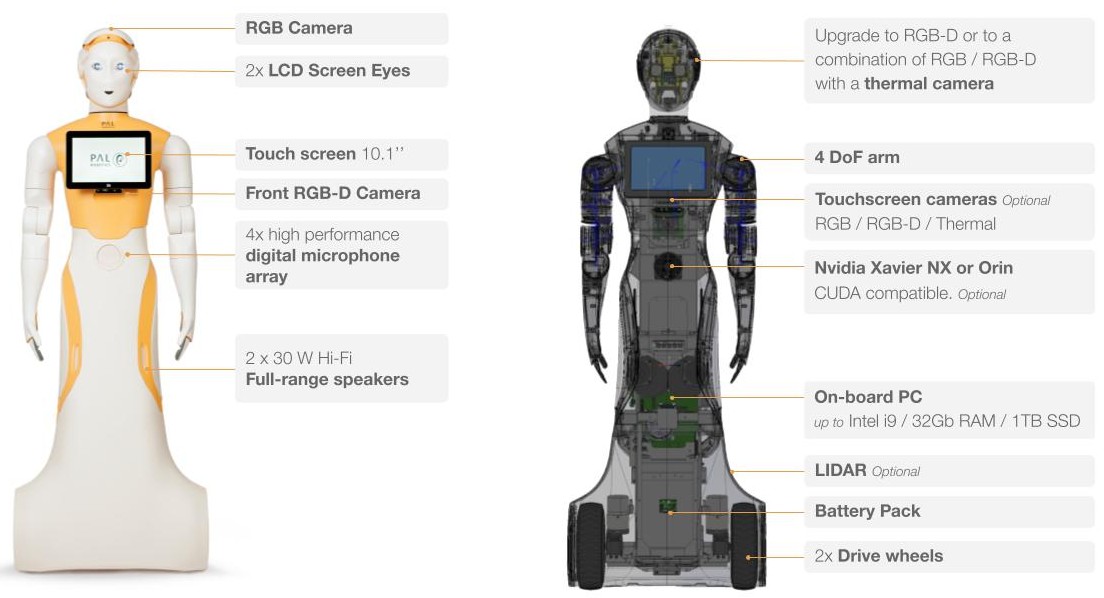 RGB Camera
2x LCD Screen Eyes
PAL
PAL
ROBOTICS
Touch screen 10.1’’
Front RGB-D Camera
4x high performance
digital microphone
array
2 x 30 W Hi-Fi
Full-range speakers
Upgrade to RGB-D or to a
combination of RGB / RGB-D
with a thermal camera
4 DoF arm
Touchscreen cameras Optional
RGB / RGB-D / Thermal
Nvidia Xavier NX or Orin
CUDA compatible. Optional
On-board PC
up to Intel i9 / 32Gb RAM / 1TB SSD
LIDAR Optional
Battery Pack
2x Drive wheels